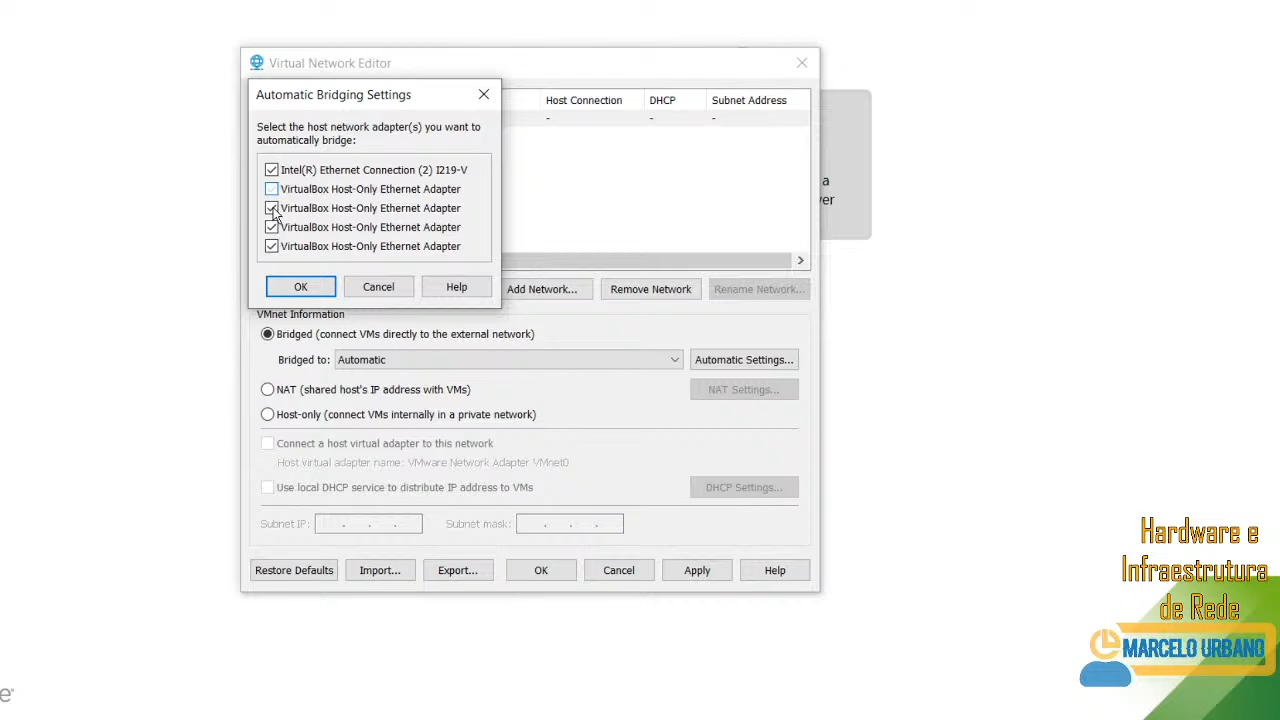 Virtual Network Editor
Automatic Bridging Settings
Host Connection DHCP Subnet Address
- - -
Select the host network adapter(s) you want to
automatically bridge:
Intel(R) Ethernet Connection (2) I219-V
VirtualBox Host-Only Ethernet Adapter
VirtualBox Host-Only Ethernet Adapter
VirtualBox Host-Only Ethernet Adapter
VirtualBox Host-Only Ethernet Adapter
a
ver
OK Cancel Help
Add Network... Remove Network Rename Network...
VMnet Information
Bridged (connect VMs directly to the external network)
Bridged to: Automatic Automatic Settings...
NAT (shared host's IP address with VMs) NAT Settings...
Host-only (connect VMs internally in a private network)
Connect a host virtual adapter to this network
Host virtual adapter name: VMware Network Adapter VMnet0
Use local DHCP service to distribute IP address to VMs DHCP Settings...
Subnet IP: . . . Subnet mask: . . .
Restore Defaults Import... Export... OK Cancel Apply Help
Hardware e
Infraestrutura
de Rede
MARCELO URBANO
e